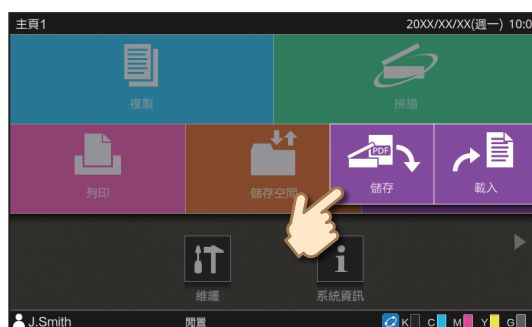 主頁1
20XX/XX/XX(週一) 10:0
複製
掃描
列印
儲存空間
PDF
儲存
載入
維護
系統資訊
J.Smith
閒置
K C M Y G